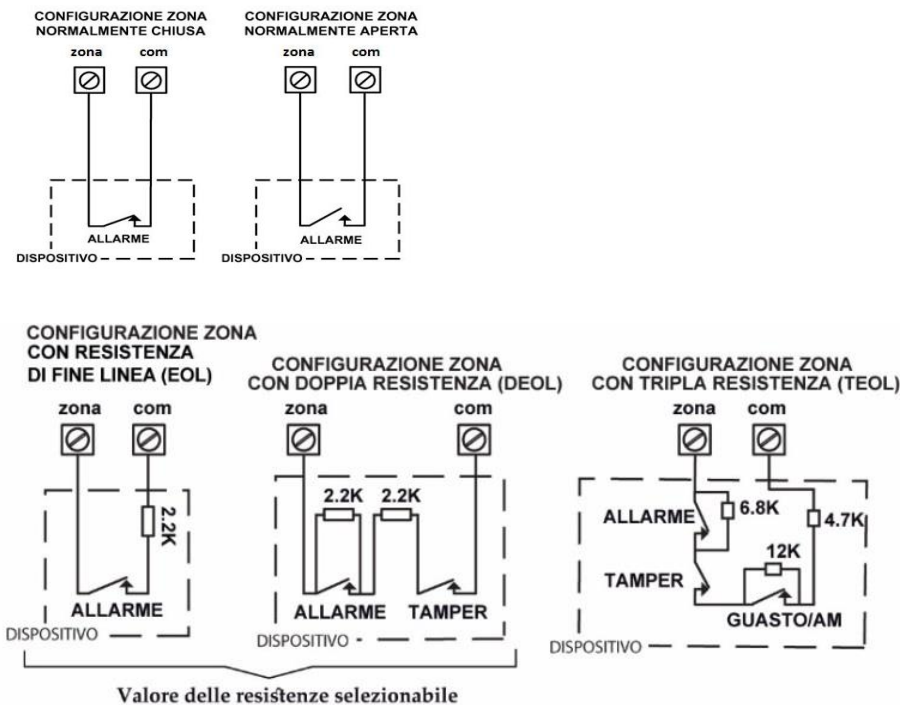 CONFIGURAZIONE ZONA
NORMALMENTE CHIUSA
zona com
ALLARME
DISPOSITIVO
CONFIGURAZIONE ZONA
NORMALMENTE APERTA
zona com
ALLARME
DISPOSITIVO
CONFIGURAZIONE ZONA
CON RESISTENZA
DI FINE LINEA (EOL)
zona com
2.2K
ALLARME
DISPOSITIVO
CONFIGURAZIONE ZONA
CON DOPPIA RESISTENZA (DEOL)
zona com
2.2K 2.2K
ALLARME TAMPER
DISPOSITIVO
CONFIGURAZIONE ZONA
CON TRIPLA RESISTENZA (TEOL)
zona com
ALLARME 6.8K 4.7K
12K
TAMPER
GUASTO/AM
DISPOSITIVO
Valore delle resistenze selezionabile